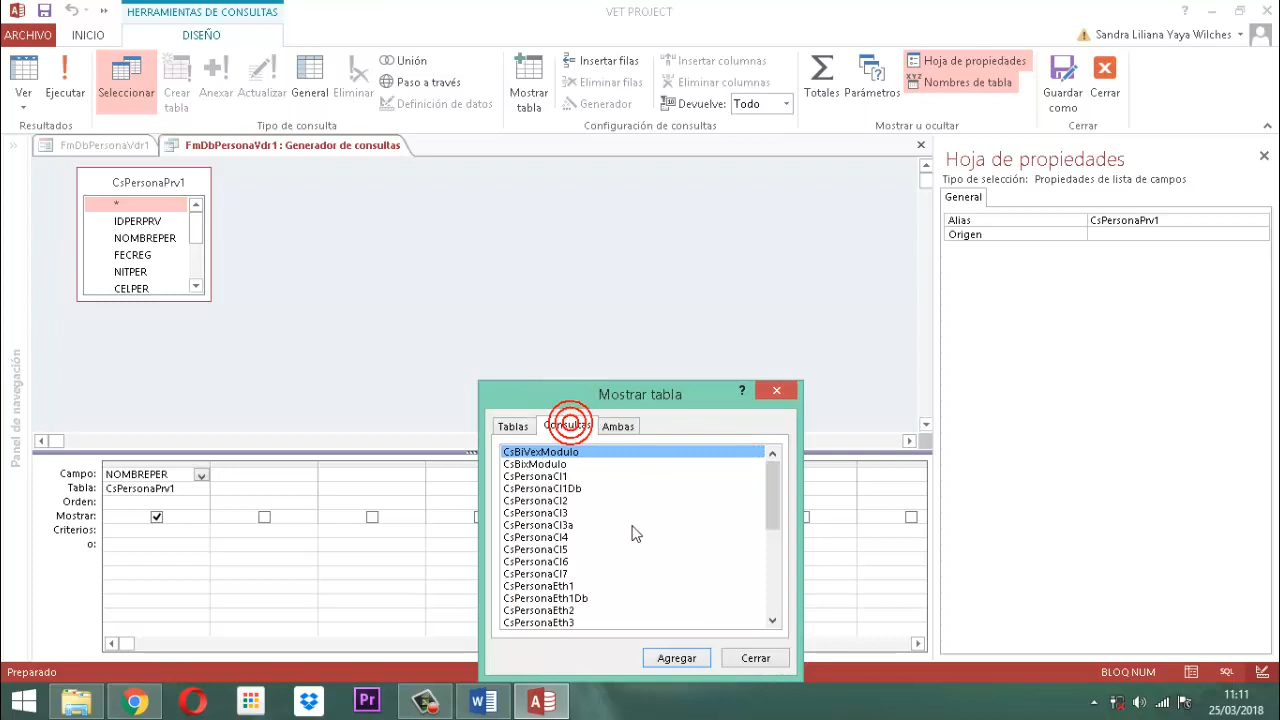 HERRAMIENTAS DE CONSULTAS
VET PROJECT
ARCHIVO
INICIO
DISEÑO
Sandra Liliana Yaya Wilches
Ver
Ejecutar
Seleccionar
Crear tabla
Anexar
Actualizar
General
Eliminar
Unión
Paso a través
Definición de datos
Mostrar tabla
Insertar filas
Eliminar filas
Generador
Insertar columnas
Eliminar columnas
Devuelve: Todo
Totales
Parámetros
Hoja de propiedades
Nombres de tabla
Guardar como
Cerrar
Resultados
Tipo de consulta
Configuración de consultas
Mostrar u ocultar
Cerrar
FmDbPersonaVdr1
FmDbPersonaVdr1 : Generador de consultas
CsPersonaPrv1
*
IDPERPRV
NOMBREPER
FECREG
NITPER
CELPER
Panel de navegación
Hoja de propiedades
Tipo de selección: Propiedades de lista de campos
General
Alias CsPersonaPrv1
Origen
Campo: NOMBREPER
Tabla: CsPersonaPrv1
Orden:
Mostrar:
Criterios:
o:
Mostrar tabla
?
Tablas
Consultas
Ambas
CsBiVexModulo
CsBixModulo
CsPersonaCl1
CsPersonaCl1Db
CsPersonaCl2
CsPersonaCl3
CsPersonaCl3a
CsPersonaCl4
CsPersonaCl5
CsPersonaCl6
CsPersonaCl7
CsPersonaEth1
CsPersonaEth1Db
CsPersonaEth2
CsPersonaEth3
Agregar
Cerrar
Preparado
BLOQ NUM
SQL
Pr
11:11
25/03/2018